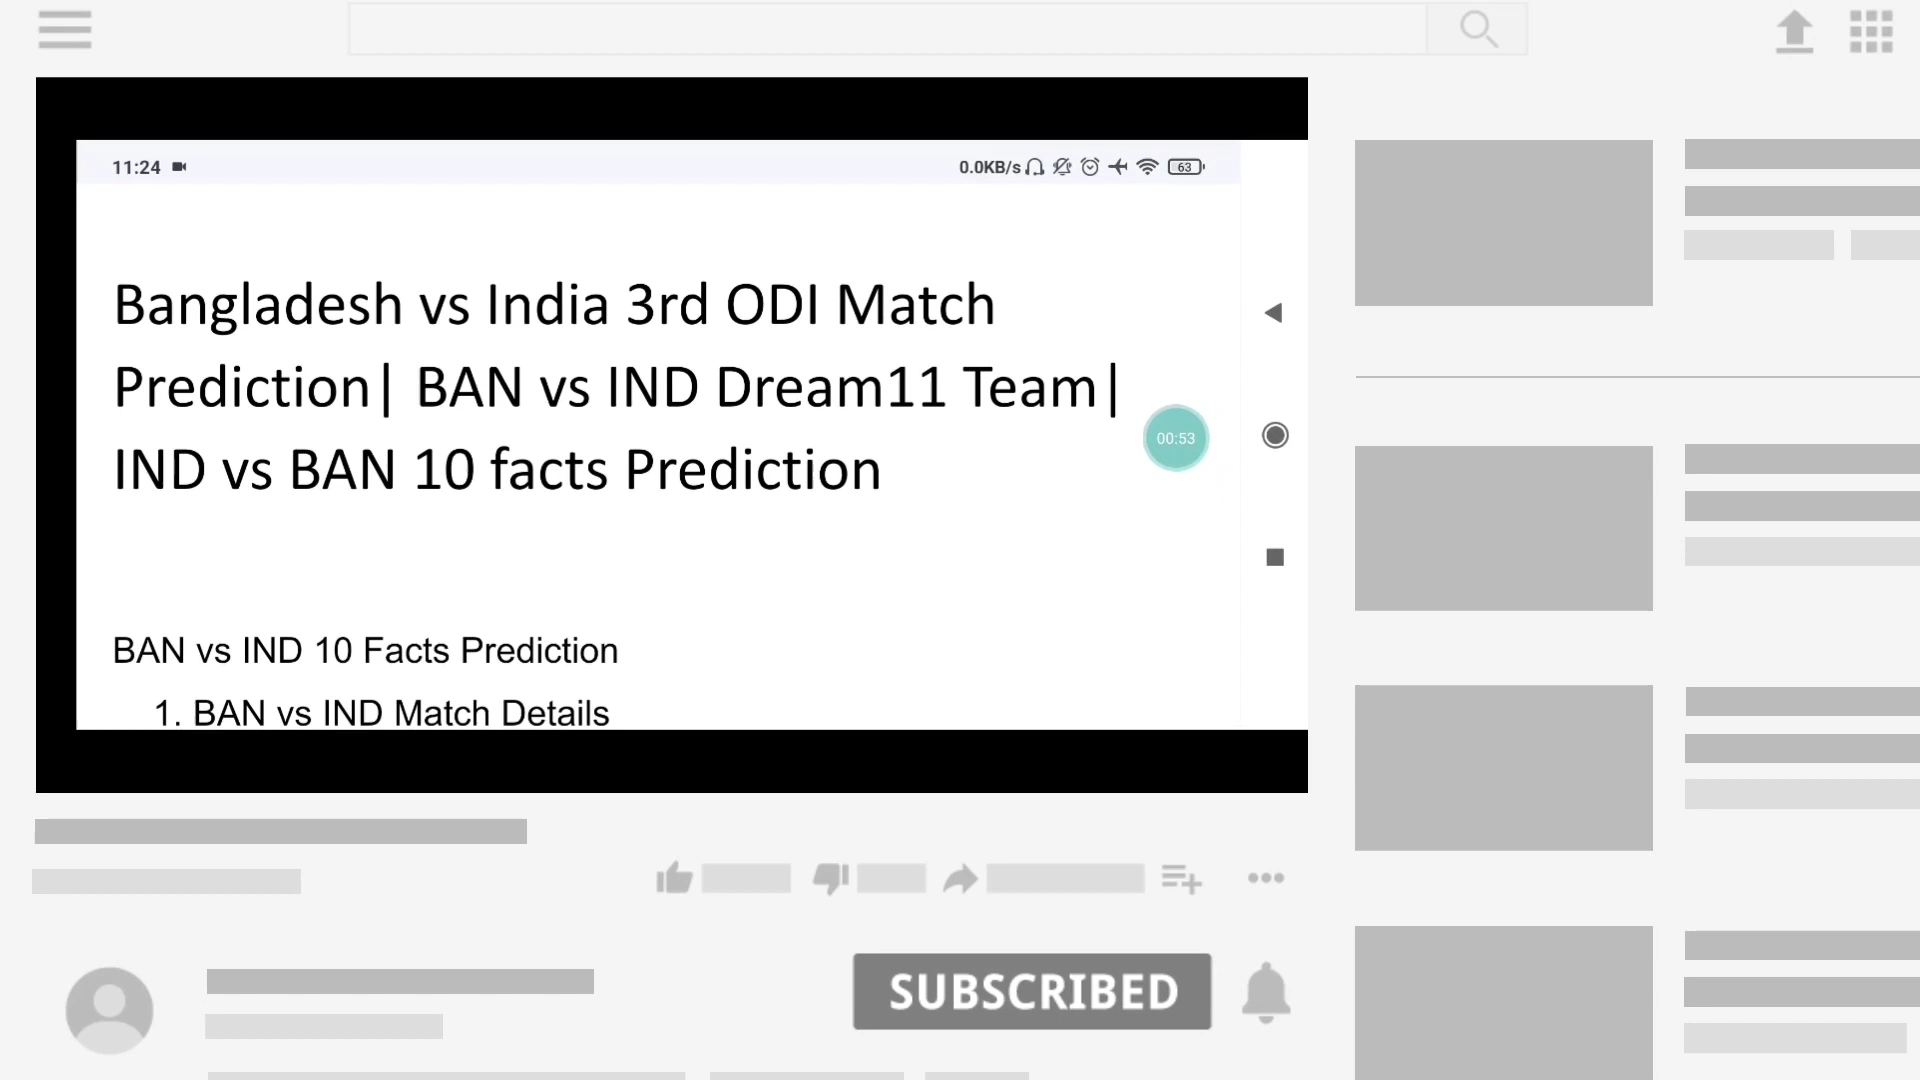 11:24
0.0KB/s
63
Bangladesh vs India 3rd ODI Match
Prediction| BAN vs IND Dream11 Team|
IND vs BAN 10 facts Prediction
00:53
BAN vs IND 10 Facts Prediction
1. BAN vs IND Match Details
SUBSCRIBED